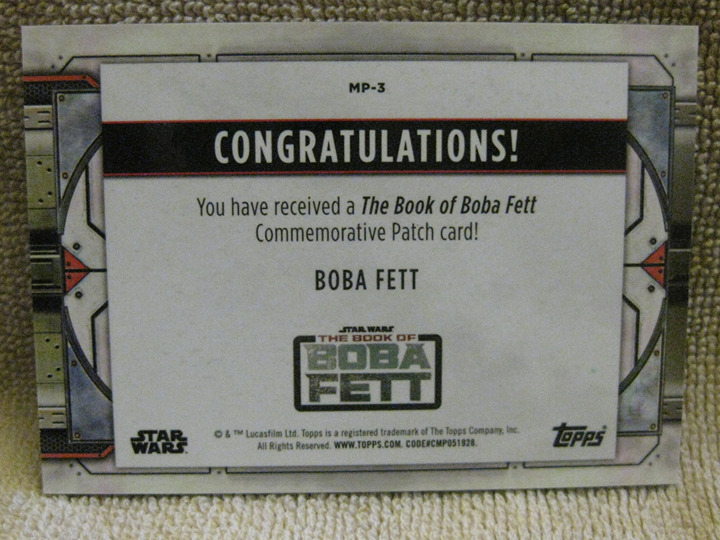 MP-3
CONGRATULATIONS!
You have received a The Book of Boba Fett
Commemorative Patch card!
BOBA FETT
STAR WARS
THE BOOK OF
BOBA
FETT
STAR
WARS
© & ™ Lucasfilm Ltd. Topps is a registered trademark of The Topps Company, Inc.
All Rights Reserved. WWW.TOPPS.COM. CODE#CMP051928.
topps